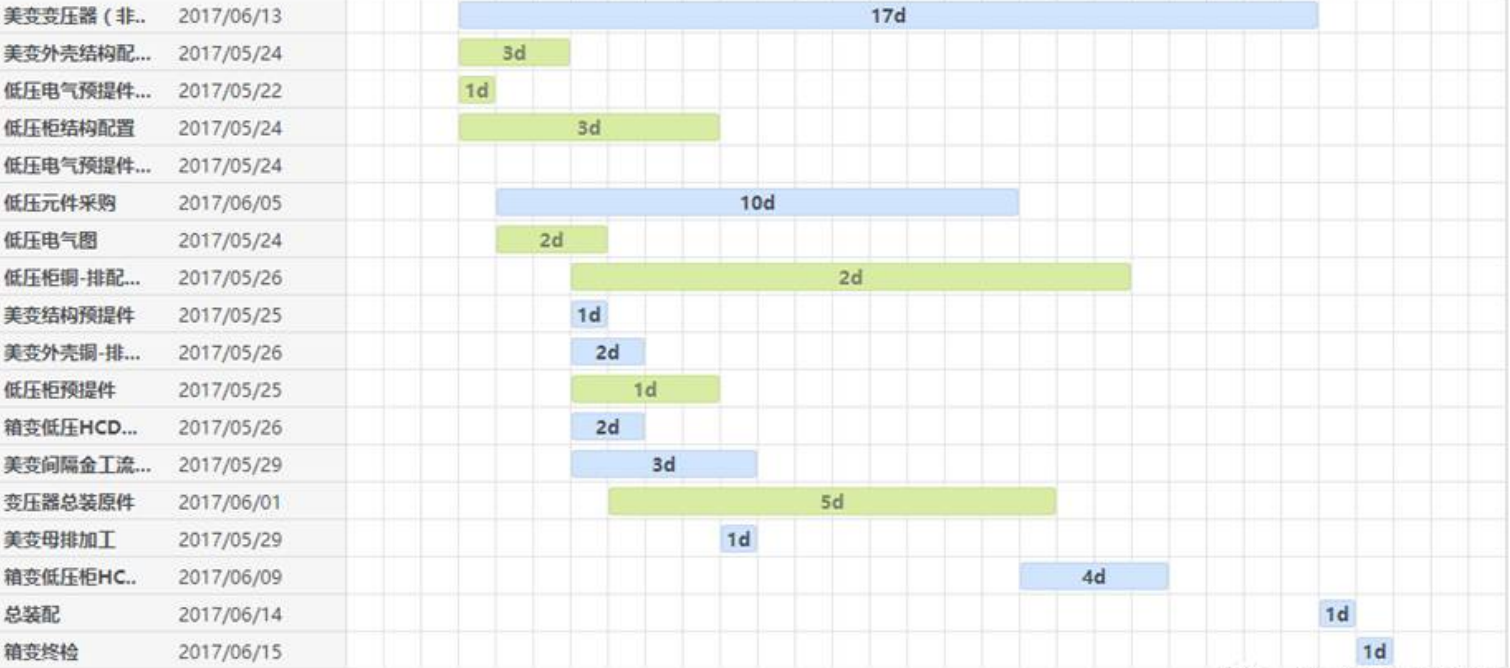 美变变压器（非.. 2017/06/13 17d
美变外壳结构配... 2017/05/24 3d
低压电气预提件... 2017/05/22 1d
低压柜结构配置 2017/05/24 3d
低压电气预提件... 2017/05/24
低压元件采购 2017/06/05 10d
低压电气图 2017/05/24 2d
低压柜铜-排配... 2017/05/26 2d
美变结构预提件 2017/05/25 1d
美变外壳铜-排... 2017/05/26 2d
低压柜预提件 2017/05/25 1d
箱变低压HCD... 2017/05/26 2d
美变间隔金工流... 2017/05/29 3d
变压器总装原件 2017/06/01 5d
美变母排加工 2017/05/29 1d
箱变低压柜HC.. 2017/06/09 4d
总装配 2017/06/14 1d
箱变终检 2017/06/15 1d